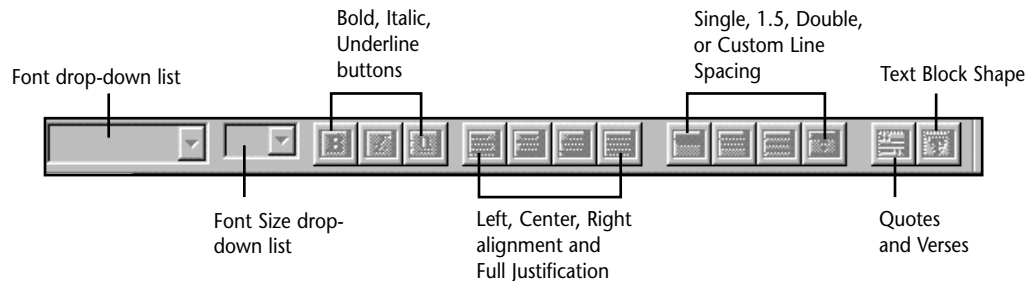 Font drop-down list
Bold, Italic,
Underline
buttons
Single, 1.5, Double,
or Custom Line
Spacing
Text Block Shape
B
I
U
Font Size drop-
down list
Left, Center, Right
alignment and
Full Justification
Quotes
and Verses